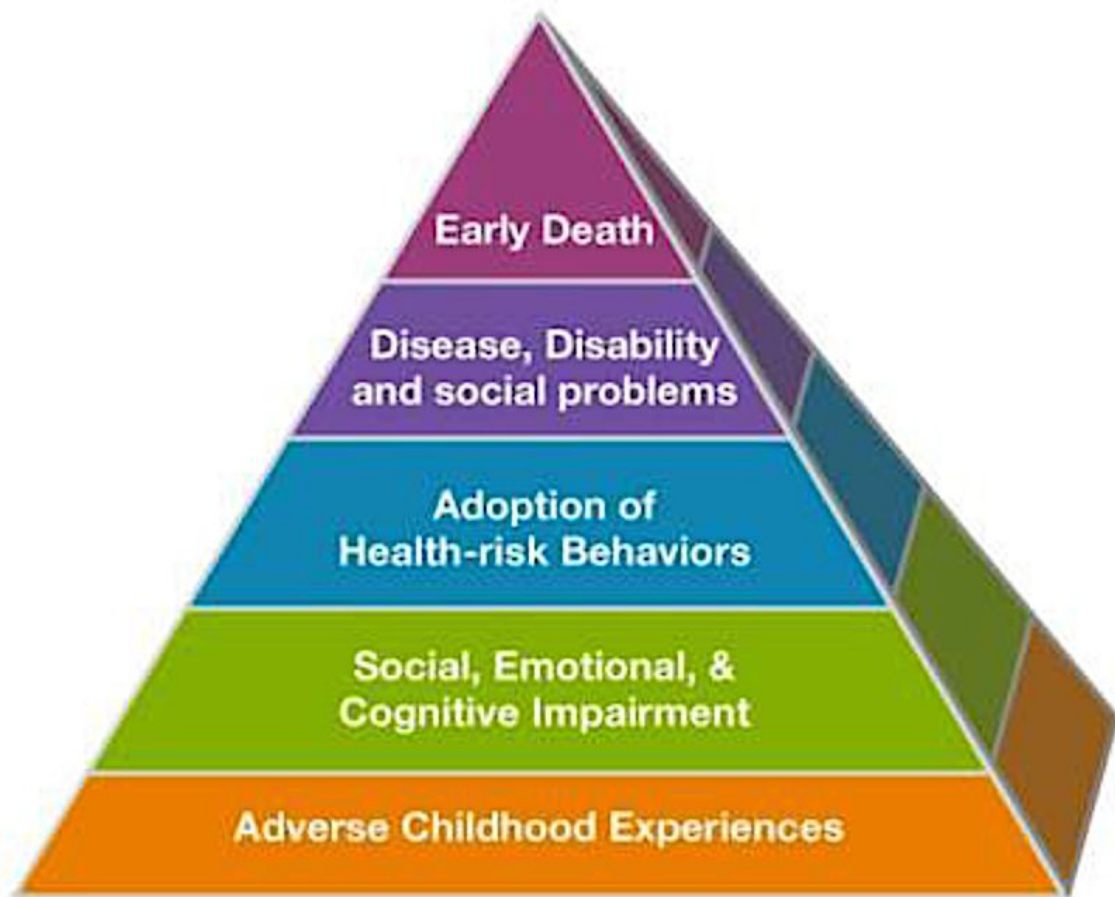 Early Death
Disease, Disability
and social problems
Adoption of
Health-risk Behaviors
Social, Emotional, &
Cognitive Impairment
Adverse Childhood Experiences